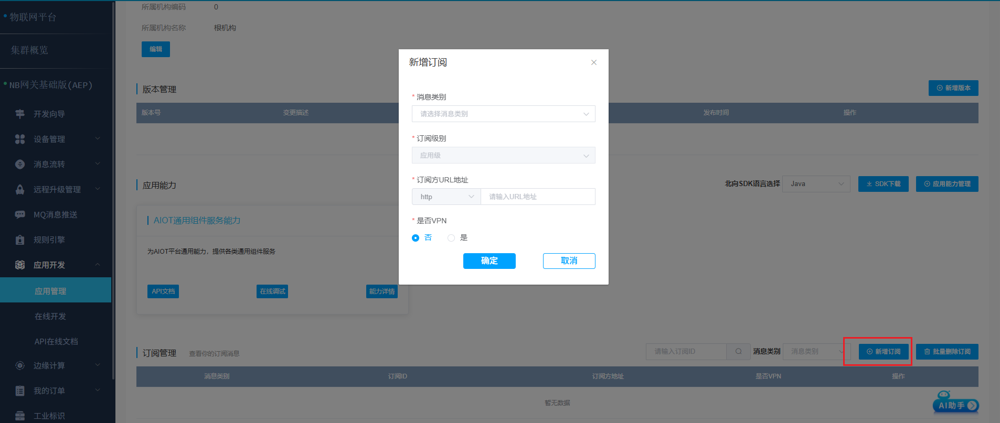 物联网平台
集群概览
NB网关基础版(AEP)
开发向导
设备管理
消息流转
远程升级管理
MQ消息推送
规则引擎
应用开发
应用管理
在线开发
API在线文档
边缘计算
我的订单
工业标识
所属机构编码 0
所属机构名称 根机构
编辑
版本管理
新增版本
版本号 变更描述 发布时间 操作
应用能力
北向SDK语言选择 Java SDK下载 应用能力管理
AIOT通用组件服务能力
为AIOT平台通用能力，提供各类通用组件服务
API文档 在线调试 能力详情
订阅管理 查看你的订阅消息
请输入订阅ID 消息类别 消息类别 新增订阅 批量删除订阅
消息类别 订阅ID 订阅方地址 是否VPN 操作
暂无数据
AI助手
新增订阅
* 消息类别
请选择消息类别
* 订阅级别
应用级
* 订阅方URL地址
http 请输入URL地址
* 是否VPN
否 是
确定 取消